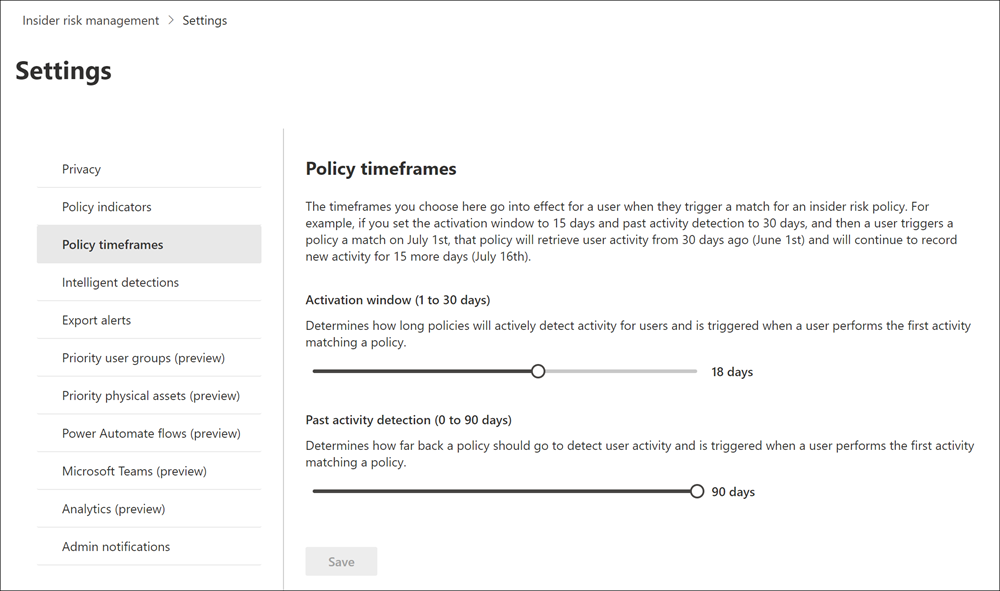 Insider risk management > Settings
Settings
Privacy
Policy indicators
Policy timeframes
Intelligent detections
Export alerts
Priority user groups (preview)
Priority physical assets (preview)
Power Automate flows (preview)
Microsoft Teams (preview)
Analytics (preview)
Admin notifications
Policy timeframes
The timeframes you choose here go into effect for a user when they trigger a match for an insider risk policy. For
example, if you set the activation window to 15 days and past activity detection to 30 days, and then a user triggers a
policy a match on July 1st, that policy will retrieve user activity from 30 days ago (June 1st) and will continue to record
new activity for 15 more days (July 16th).
Activation window (1 to 30 days)
Determines how long policies will actively detect activity for users and is triggered when a user performs the first activity
matching a policy.
18 days
Past activity detection (0 to 90 days)
Determines how far back a policy should go to detect user activity and is triggered when a user performs the first activity
matching a policy.
90 days
Save